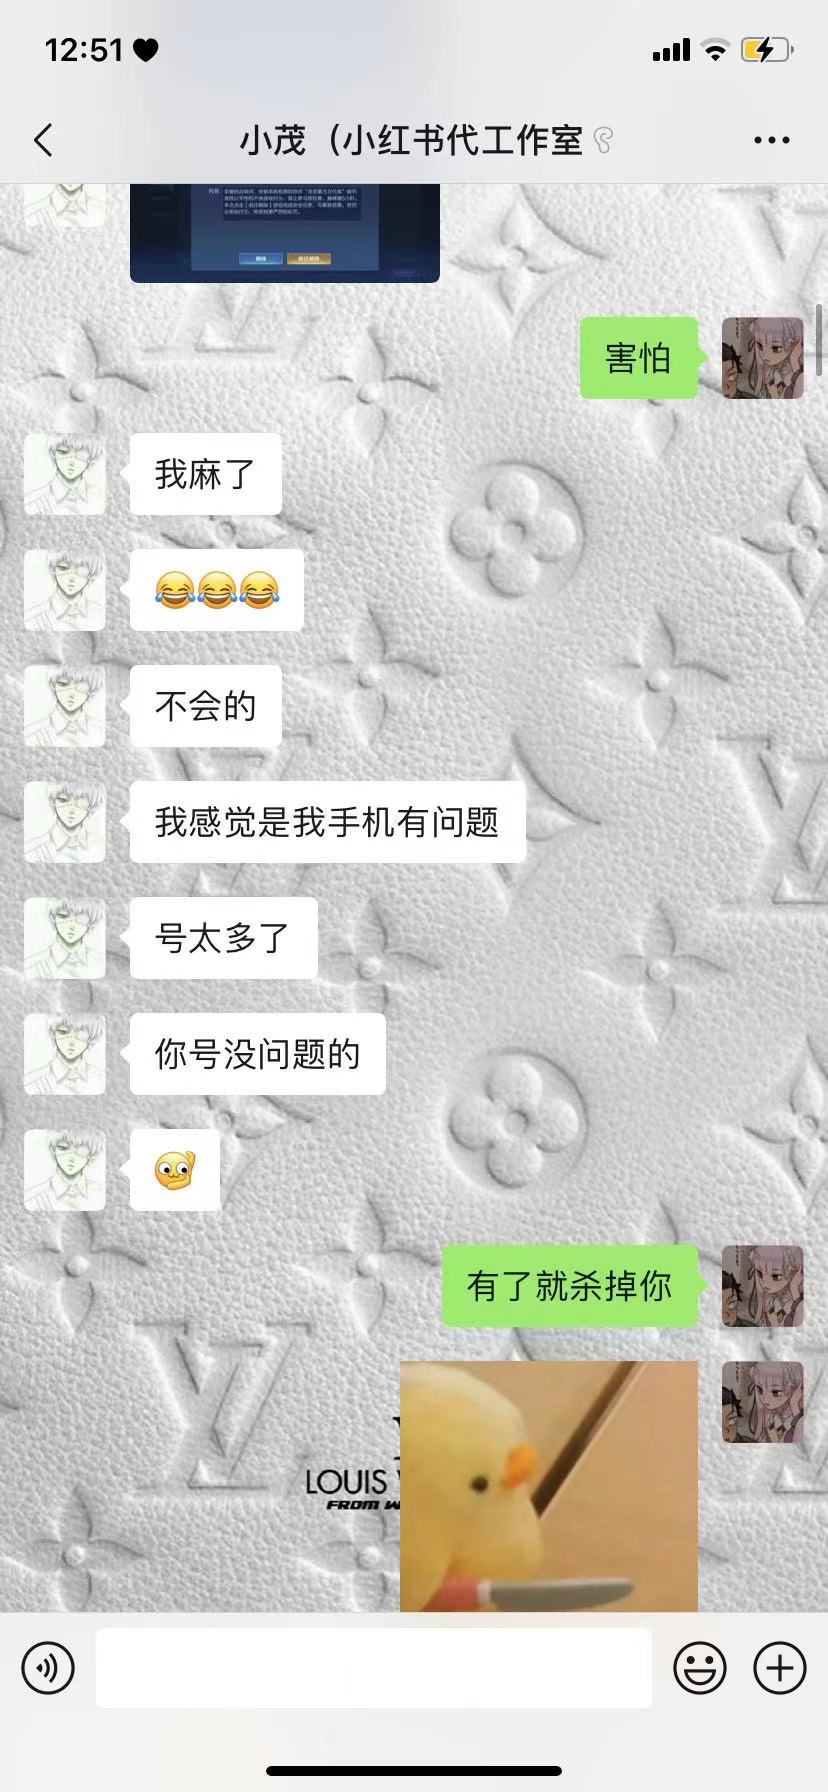 12:51
小茂（小红书代工作室
害怕
我麻了
😂😂😂
不会的
我感觉是我手机有问题
号太多了
你号没问题的
有了就杀掉你
LOUIS
FROM W